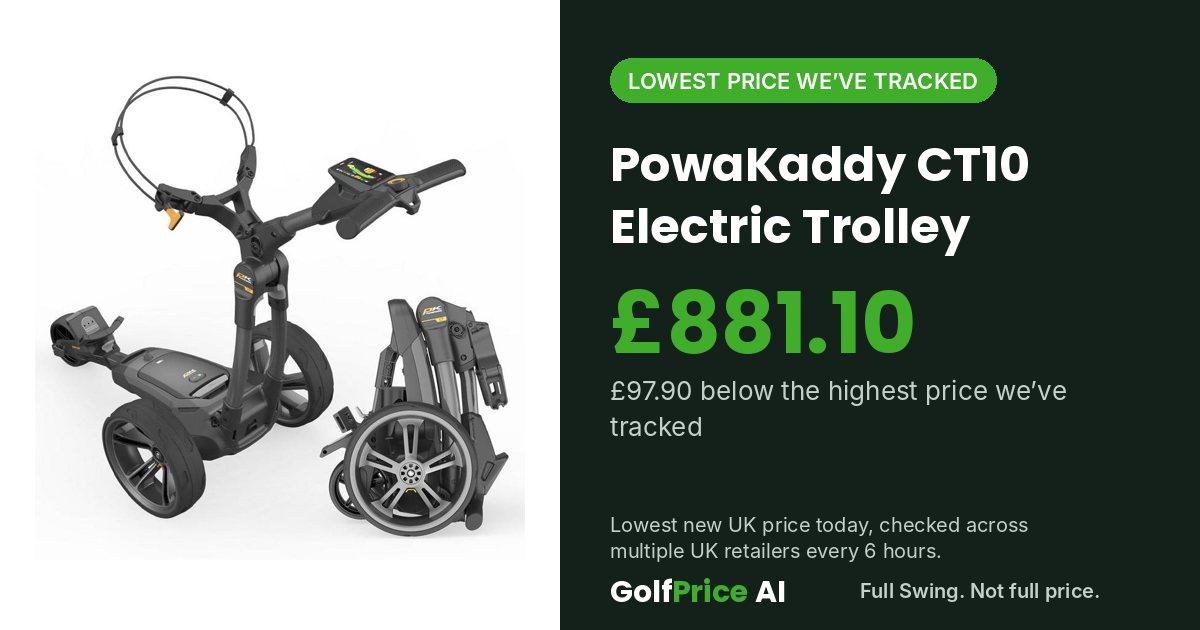 LOWEST PRICE WE’VE TRACKED
PowaKaddy CT10
Electric Trolley
£881.10
£97.90 below the highest price we’ve
tracked
Lowest new UK price today, checked across
multiple UK retailers every 6 hours.
GolfPrice AI
Full Swing. Not full price.